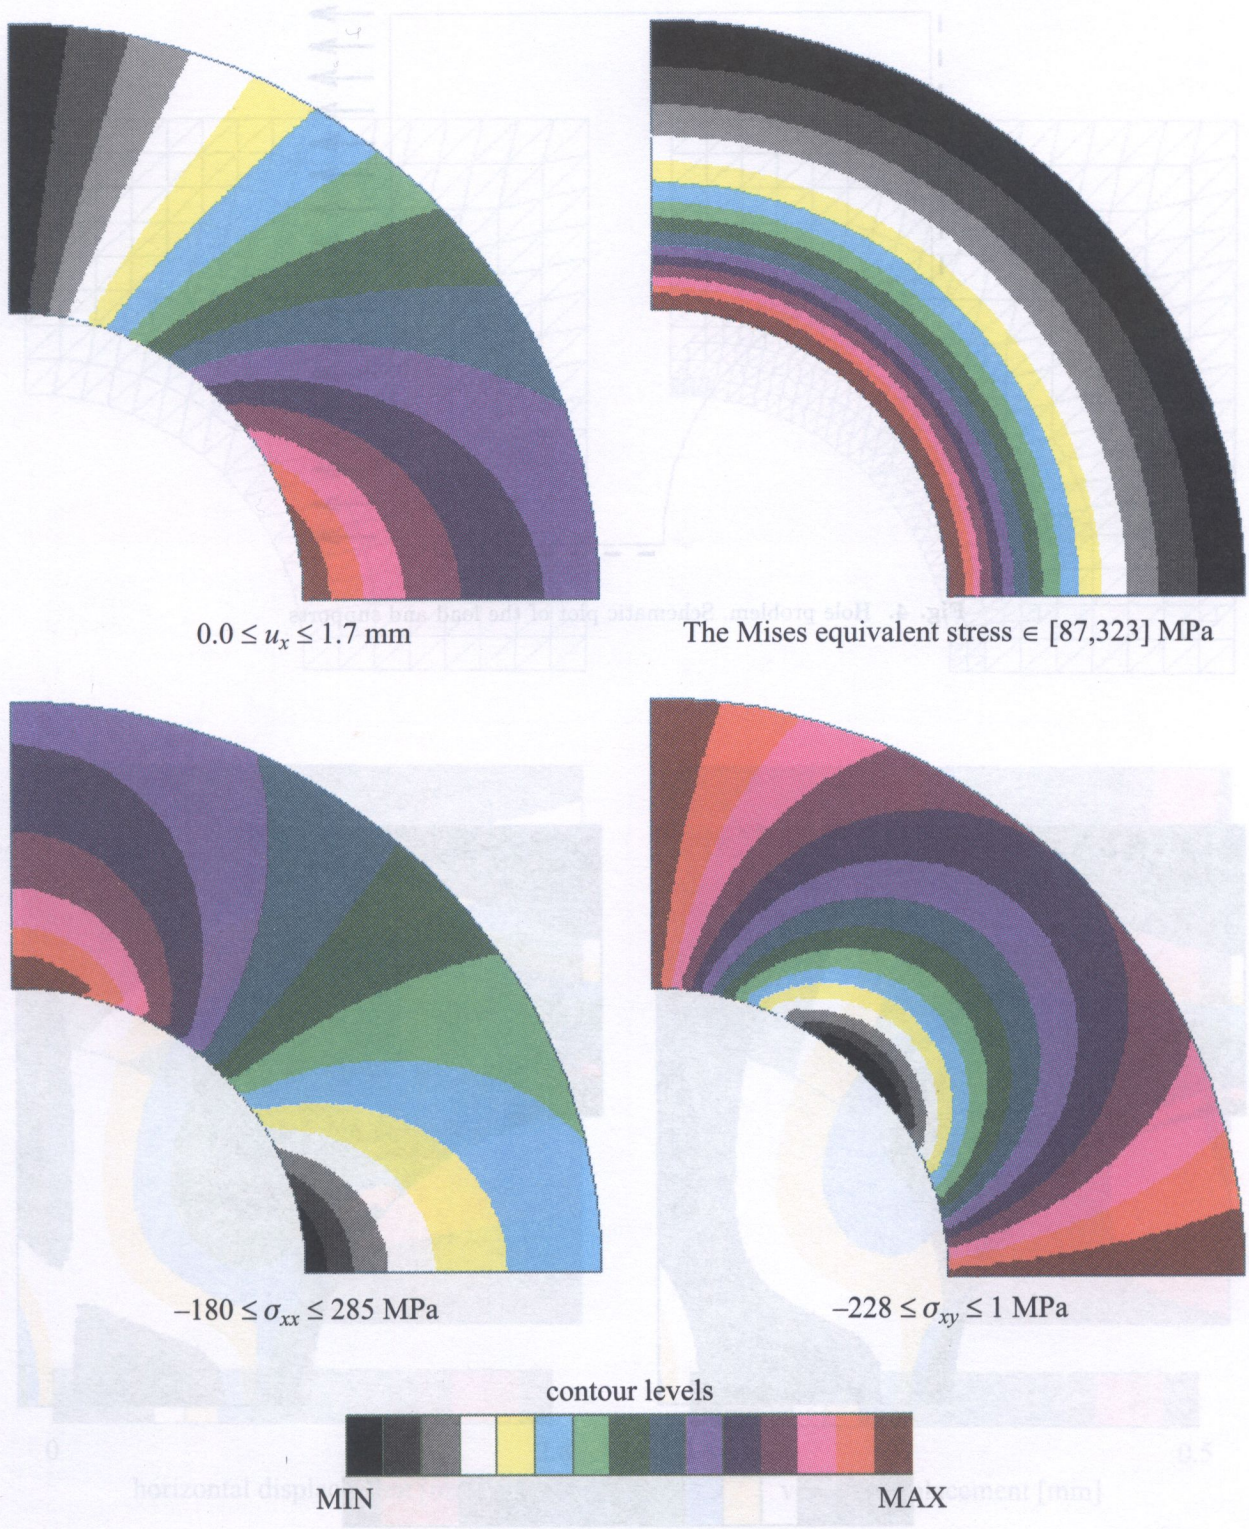 0.0 ≤ u_x ≤ 1.7 mm
The Mises equivalent stress ∈ [87,323] MPa
–180 ≤ σ_xx ≤ 285 MPa
–228 ≤ σ_xy ≤ 1 MPa
contour levels
MIN MAX